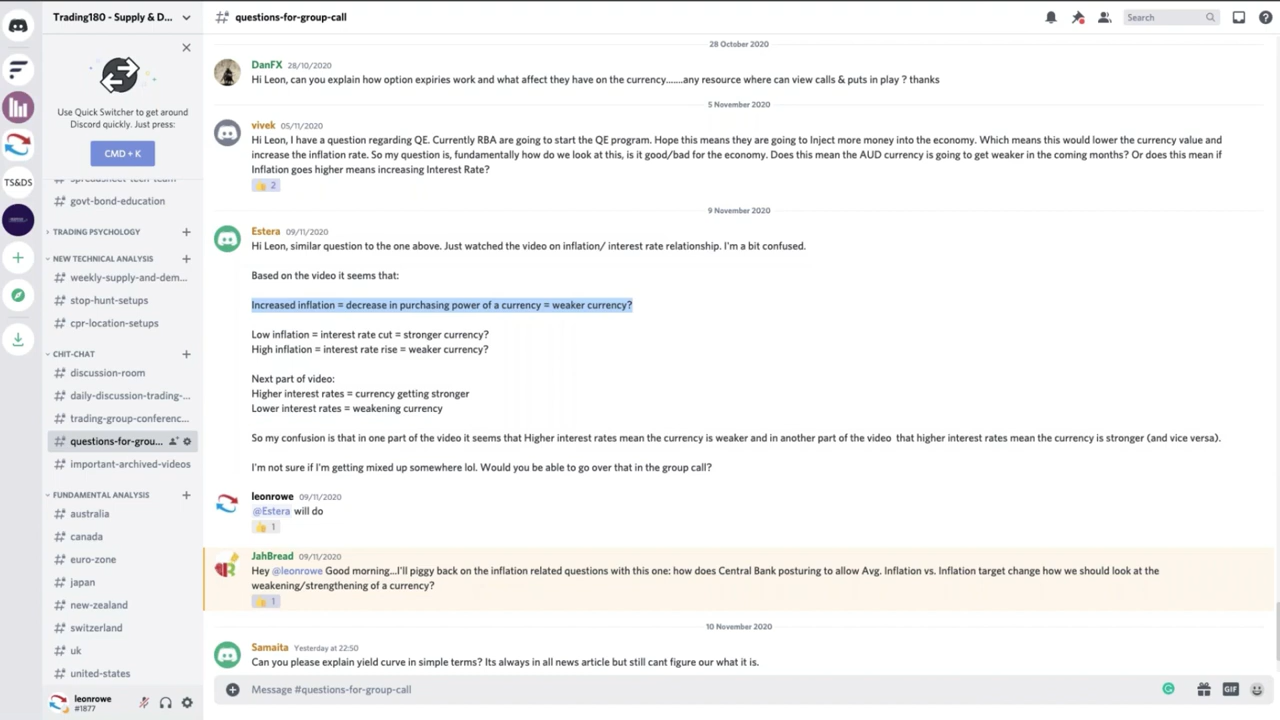 Trading180 - Supply & D...
questions-for-group-call
Search
Use Quick Switcher to get around
Discord quickly. Just press:
CMD + K
TS&DS
govt-bond-education
TRADING PSYCHOLOGY
NEW TECHNICAL ANALYSIS
weekly-supply-and-dem...
stop-hunt-setups
cpr-location-setups
CHIT-CHAT
discussion-room
daily-discussion-trading-...
trading-group-conferenc...
questions-for-grou...
important-archived-videos
FUNDAMENTAL ANALYSIS
australia
canada
euro-zone
japan
new-zealand
switzerland
uk
united-states
leonrowe
#1877
28 October 2020
DanFX 28/10/2020
Hi Leon, can you explain how option expiries work and what affect they have on the currency.......any resource where can view calls & puts in play ? thanks
5 November 2020
vivek 05/11/2020
Hi Leon, I have a question regarding QE. Currently RBA are going to start the QE program. Hope this means they are going to Inject more money into the economy. Which means this would lower the currency value and
increase the inflation rate. So my question is, fundamentally how do we look at this, is it good/bad for the economy. Does this mean the AUD currency is going to get weaker in the coming months? Or does this mean if
Inflation goes higher means increasing Interest Rate?
2
9 November 2020
Estera 09/11/2020
Hi Leon, similar question to the one above. Just watched the video on inflation/ interest rate relationship. I'm a bit confused.
Based on the video it seems that:
Increased inflation = decrease in purchasing power of a currency = weaker currency?
Low inflation = interest rate cut = stronger currency?
High inflation = interest rate rise = weaker currency?
Next part of video:
Higher interest rates = currency getting stronger
Lower interest rates = weakening currency
So my confusion is that in one part of the video it seems that Higher interest rates mean the currency is weaker and in another part of the video that higher interest rates mean the currency is stronger (and vice versa).
I'm not sure if I'm getting mixed up somewhere lol. Would you be able to go over that in the group call?
leonrowe 09/11/2020
@Estera will do
1
JahBread 09/11/2020
Hey @leonrowe Good morning...I'll piggy back on the inflation related questions with this one: how does Central Bank posturing to allow Avg. Inflation vs. Inflation target change how we should look at the
weakening/strengthening of a currency?
1
10 November 2020
Samaita Yesterday at 22:50
Can you please explain yield curve in simple terms? Its always in all news article but still cant figure our what it is.
Message #questions-for-group-call
GIF